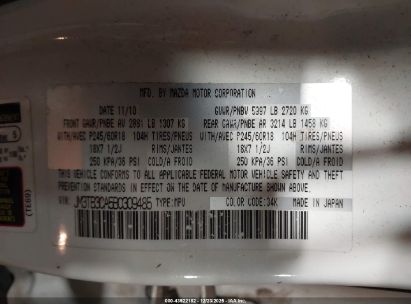 MFD. BY MAZDA MOTOR CORPORATION
DATE 11/10 GVWR/PNBV 5397 LB 2720 KG
FRONT GAWR/PNBE AV 2891 LB 1307 KG REAR GAWR/PNBE AR 3214 LB 1458 KG
WITH/AVEC P245/60R18 104H TIRES/PNEUS WITH/AVEC P245/60R18 104H TIRES/PNEUS
18X7 1/2J RIMS/JANTES 18X7 1/2J RIMS/JANTES
250 KPA/36 PSI COLD/A FROID 250 KPA/36 PSI COLD/A FROID
THIS VEHICLE CONFORMS TO ALL APPLICABLE FEDERAL MOTOR VEHICLE SAFETY AND THEFT
PREVENTION STANDARDS IN EFFECT ON THE DATE OF MANUFACTURE SHOWN ABOVE.
VIN: JM3TB3CA5B0309485 TYPE:MPV COLOR CODE:34K MADE IN JAPAN